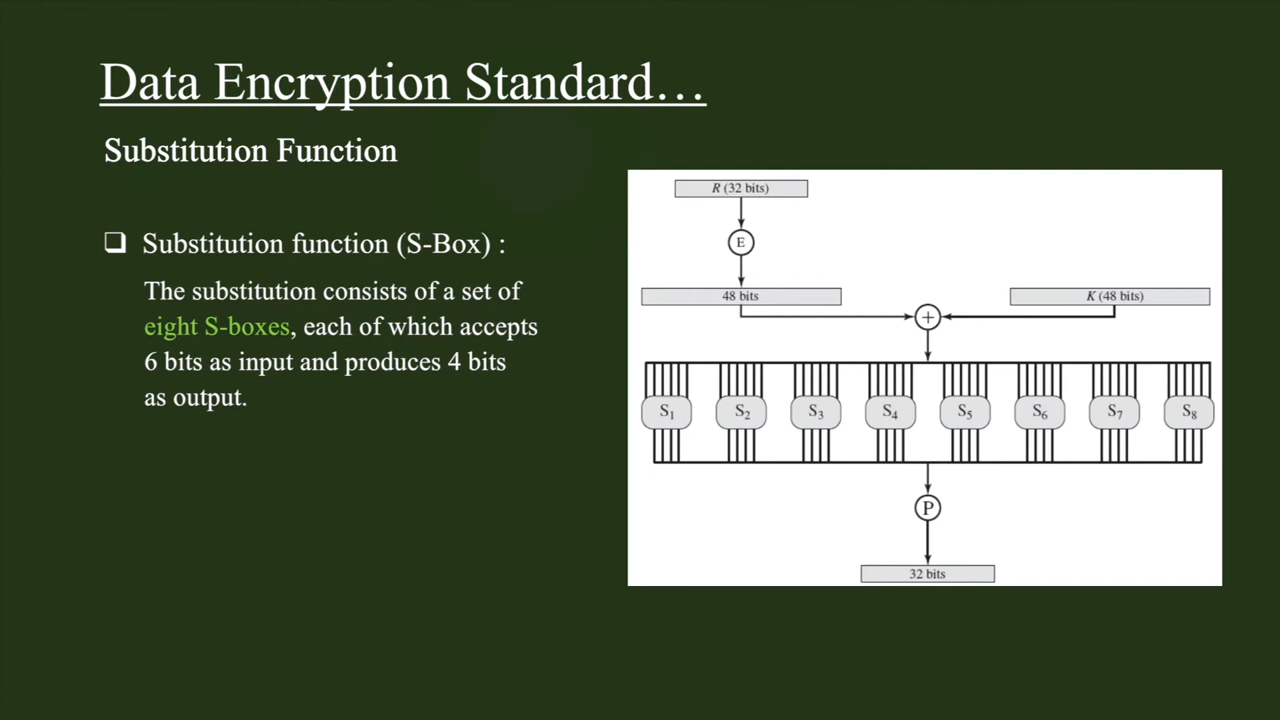 Data Encryption Standard…
Substitution Function
❑ Substitution function (S-Box) :
The substitution consists of a set of
eight S-boxes, each of which accepts
6 bits as input and produces 4 bits
as output.
R (32 bits)
E
48 bits
K (48 bits)
+
S₁ S₂ S₃ S₄ S₅ S₆ S₇ S₈
P
32 bits